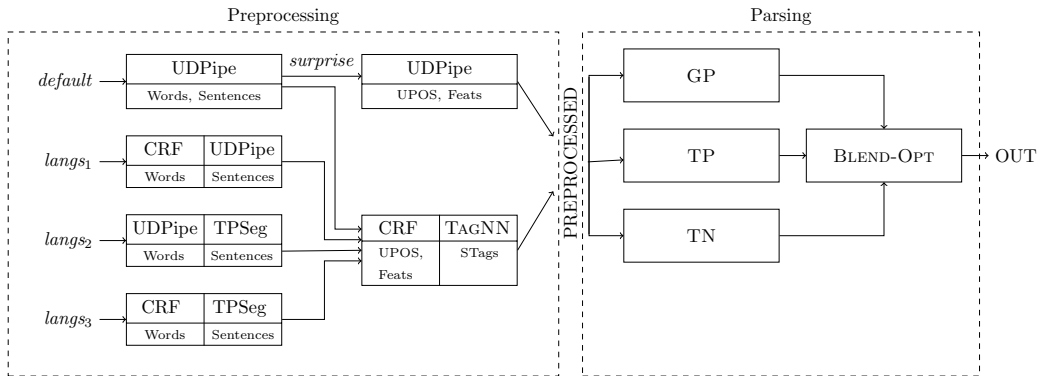 Preprocessing
Parsing
default
UDPipe
Words, Sentences
surprise
UDPipe
UPOS, Feats
langs1
CRF
UDPipe
Words
Sentences
langs2
UDPipe
TPSeg
Words
Sentences
langs3
CRF
TPSeg
Words
Sentences
CRF
TAGNN
UPOS,
Feats
STags
PREPROCESSED
GP
TP
TN
BLEND-OPT
OUT